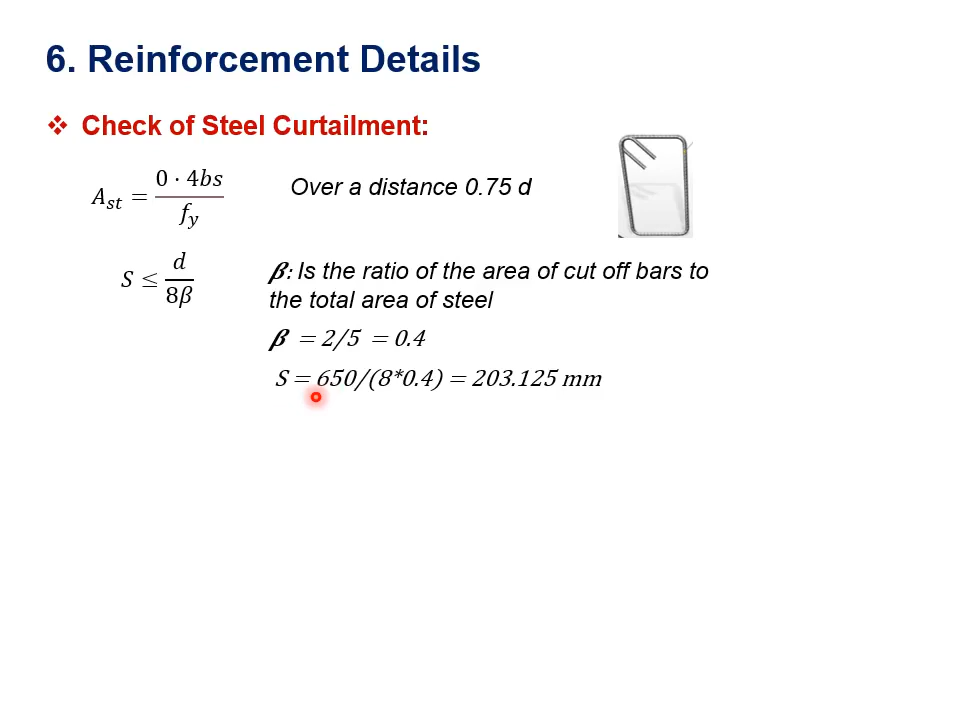 6. Reinforcement Details
❖ Check of Steel Curtailment:
A_st = 0·4bs / f_y
Over a distance 0.75 d
S ≤ d / 8β
β: Is the ratio of the area of cut off bars to
the total area of steel
β = 2/5 = 0.4
S = 650/(8*0.4) = 203.125 mm